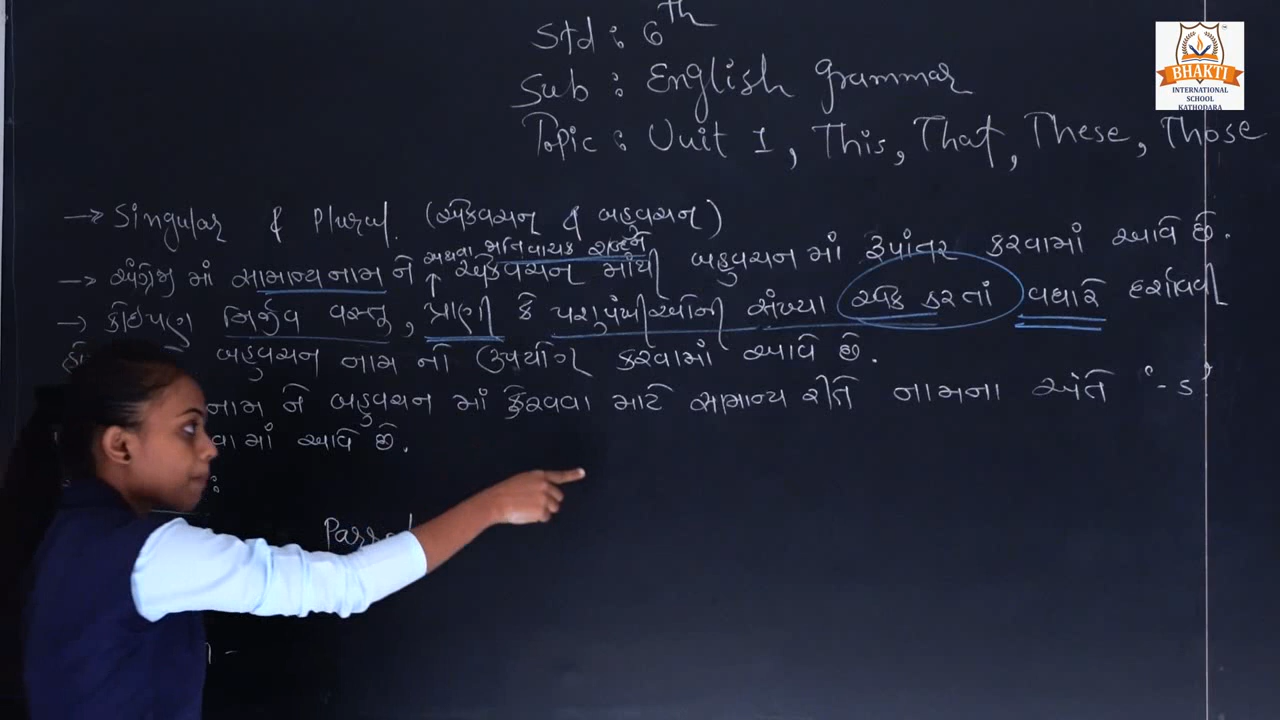 Std : 6th
Sub : English grammar
Topic : Unit 1, This, That, These, Those
BHAKTI
INTERNATIONAL
SCHOOL
KATHODARA
→ Singular & Plural (એકવચન & બહુવચન)
અથવા જાતિવાચક શબ્દને
→ અંગ્રેજી માં સામાન્ય નામ ને ↑ એકવચન માંથી બહુવચન માં રૂપાંતર કરવામાં આવે છે.
→ કોઈપણ નિર્જીવ વસ્તુ, પ્રાણી કે પશુપંખીઓની સંખ્યા એક કરતાં વધારે દર્શાવવી
બહુવચન નામ નો ઉપયોગ કરવામાં આવે છે.
નામ ને બહુવચન માં ફેરવવા માટે સામાન્ય રીતે નામના અંતે '-s'
વામાં આવે છે.
:
-